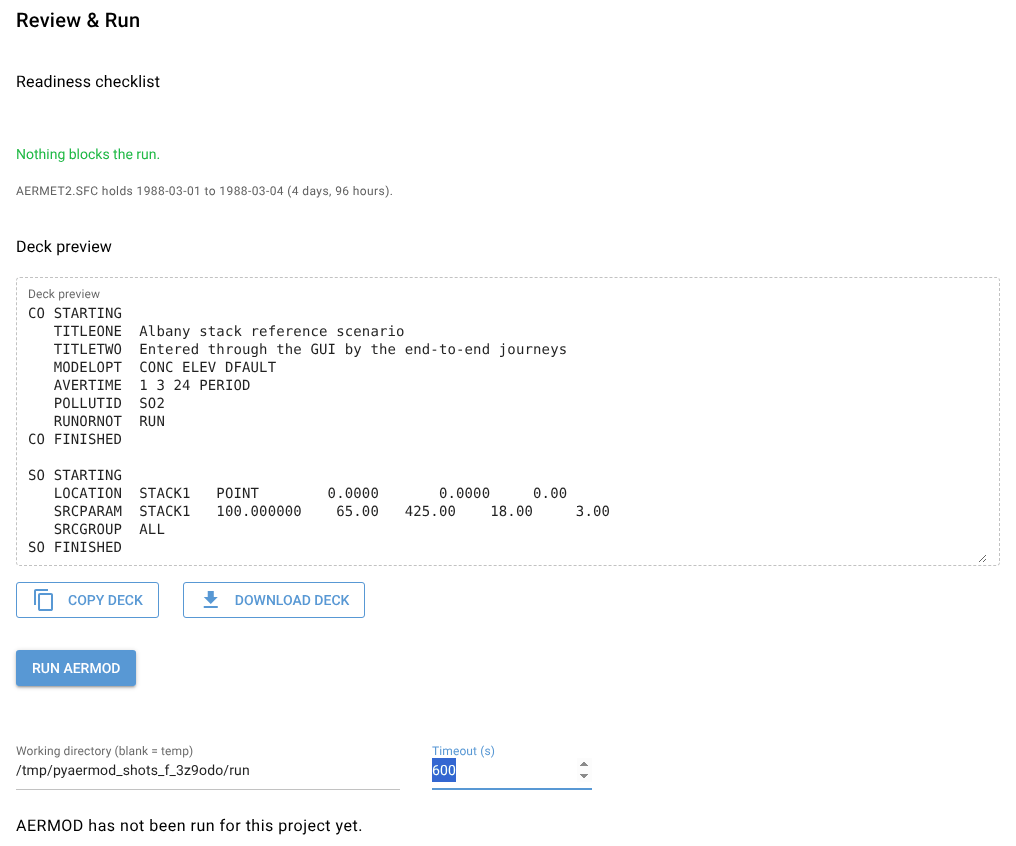 Review & Run
Readiness checklist
Nothing blocks the run.
AERMET2.SFC holds 1988-03-01 to 1988-03-04 (4 days, 96 hours).
Deck preview
Deck preview
CO STARTING
   TITLEONE  Albany stack reference scenario
   TITLETWO  Entered through the GUI by the end-to-end journeys
   MODELOPT  CONC ELEV DFAULT
   AVERTIME  1 3 24 PERIOD
   POLLUTID  SO2
   RUNORNOT  RUN
CO FINISHED
SO STARTING
   LOCATION  STACK1   POINT        0.0000       0.0000     0.00
   SRCPARAM  STACK1   100.000000    65.00   425.00    18.00     3.00
   SRCGROUP  ALL
SO FINISHED
COPY DECK  DOWNLOAD DECK
RUN AERMOD
Working directory (blank = temp)  Timeout (s)
/tmp/pyaermod_shots_f_3z9odo/run  600
AERMOD has not been run for this project yet.